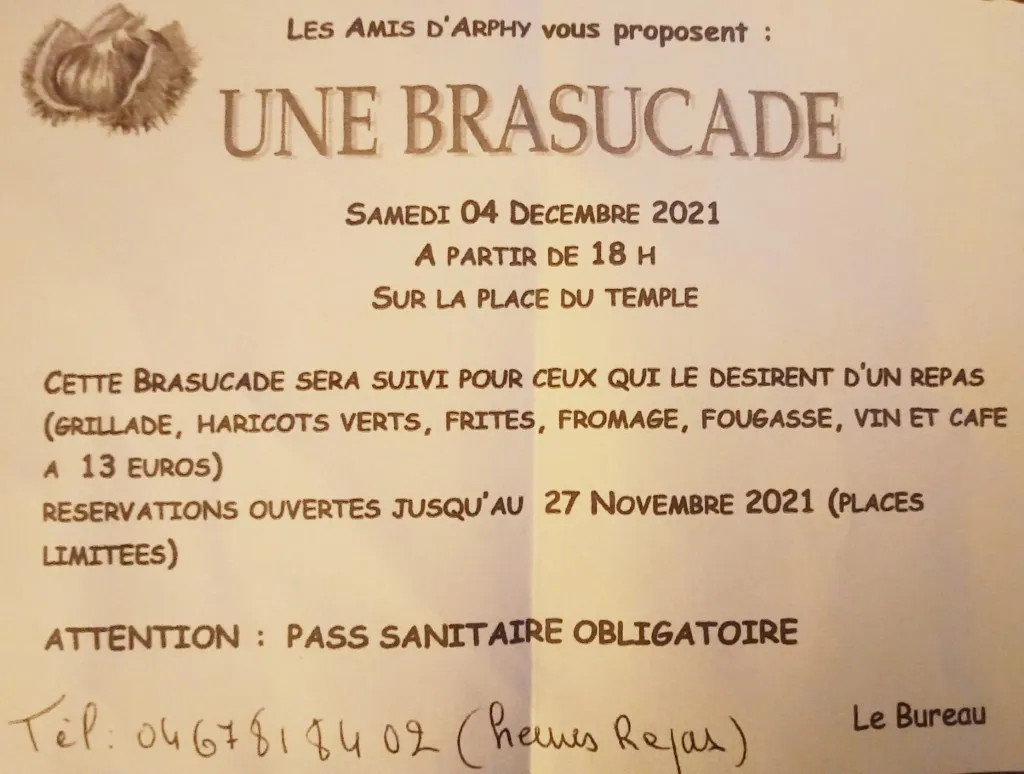 LES AMIS D'ARPHY vous proposent :
UNE BRASUCADE
SAMEDI 04 DECEMBRE 2021
A PARTIR DE 18 H
SUR LA PLACE DU TEMPLE
CETTE BRASUCADE SERA SUIVI POUR CEUX QUI LE DESIRENT D'UN REPAS
(GRILLADE, HARICOTS VERTS, FRITES, FROMAGE, FOUGASSE, VIN ET CAFE
A 13 EUROS)
RESERVATIONS OUVERTES JUSQU'AU 27 NOVEMBRE 2021 (PLACES
LIMITEES)
ATTENTION : PASS SANITAIRE OBLIGATOIRE
Le Bureau
Tèl: 0467818402 (heures Repas)